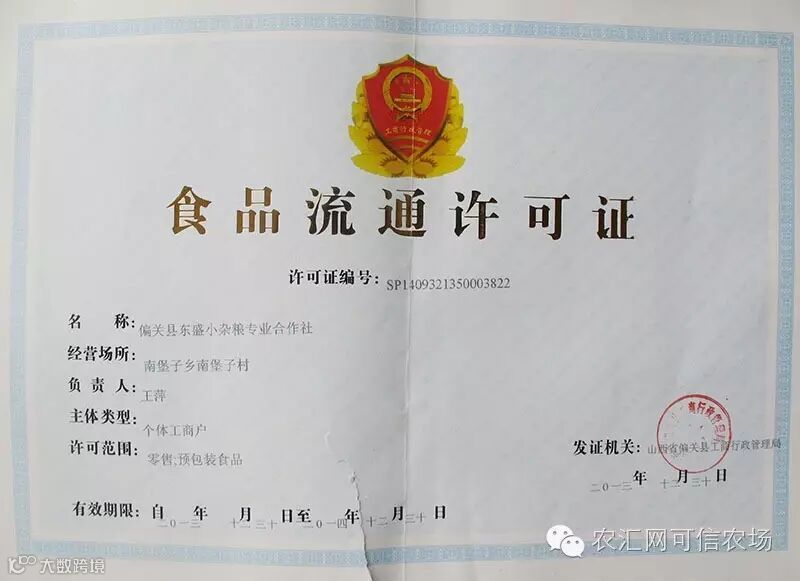 工商行政管理
食品流通许可证
许可证编号：SP1409321350003822
名 称：偏关县东盛小杂粮专业合作社
经营场所：南堡子乡南堡子村
负责人：王萍
主体类型：个体工商户
许可范围：零售;预包装食品
发证机关：山西省偏关县工商行政管理局
二〇一三年十二月三十日
有效期限：自二〇一三年十二月三十日至二〇一四年十二月三十日
农汇网可信农场
大数跨境